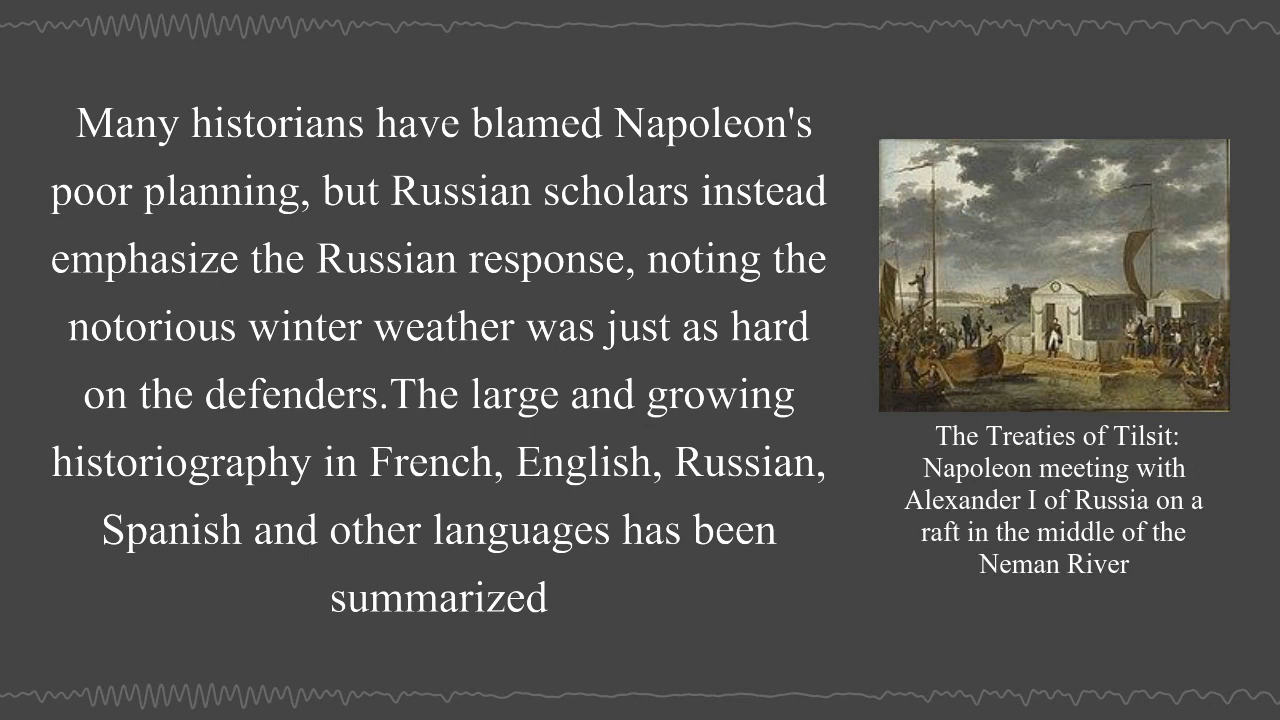 Many historians have blamed Napoleon's
poor planning, but Russian scholars instead
emphasize the Russian response, noting the
notorious winter weather was just as hard
on the defenders.The large and growing
historiography in French, English, Russian,
Spanish and other languages has been
summarized
The Treaties of Tilsit:
Napoleon meeting with
Alexander I of Russia on a
raft in the middle of the
Neman River